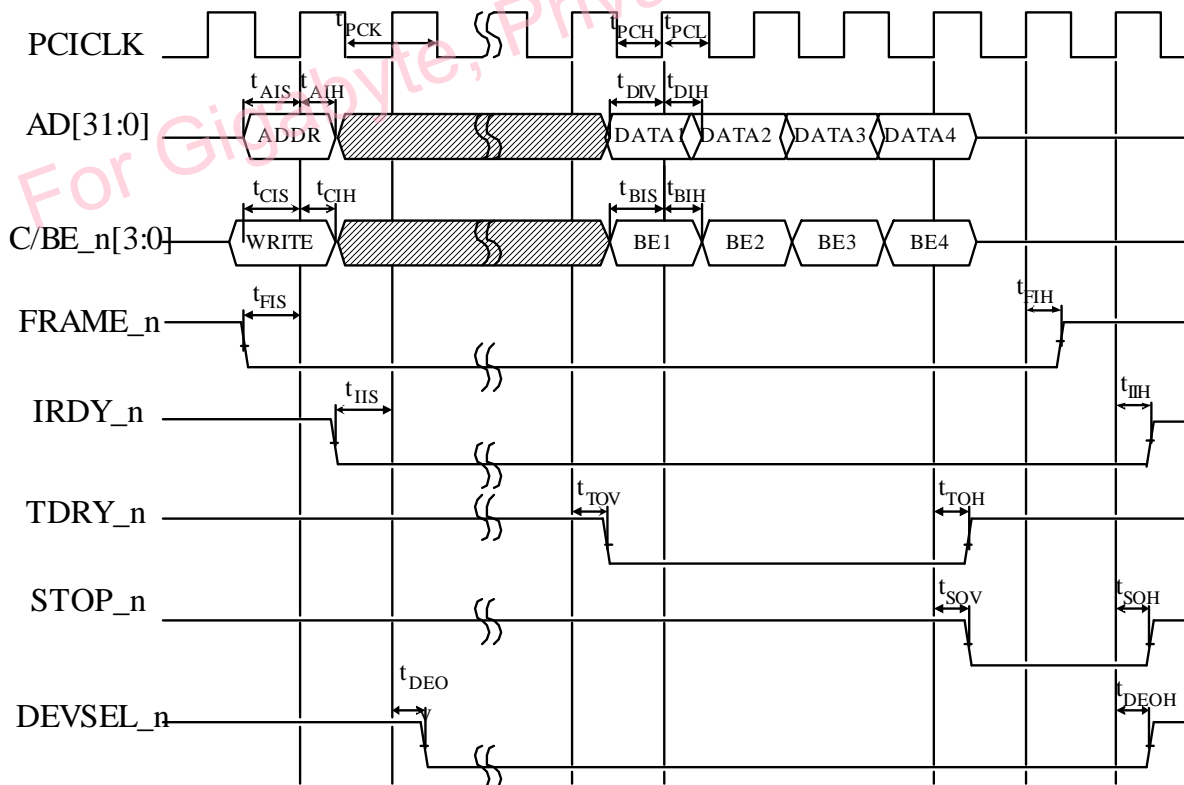 For Gigabyte, Phy
PCICLK
tPCK
tPCH
tPCL
AD[31:0]
tAIS
tAIH
tDIV
tDIH
ADDR
DATA1
DATA2
DATA3
DATA4
C/BE_n[3:0]
tCIS
tCIH
tBIS
tBIH
WRITE
BE1
BE2
BE3
BE4
FRAME_n
tFIS
tFIH
IRDY_n
tIIS
tIIH
TDRY_n
tTOV
tTOH
STOP_n
tSOV
tSOH
DEVSEL_n
tDEO
v
tDEOH